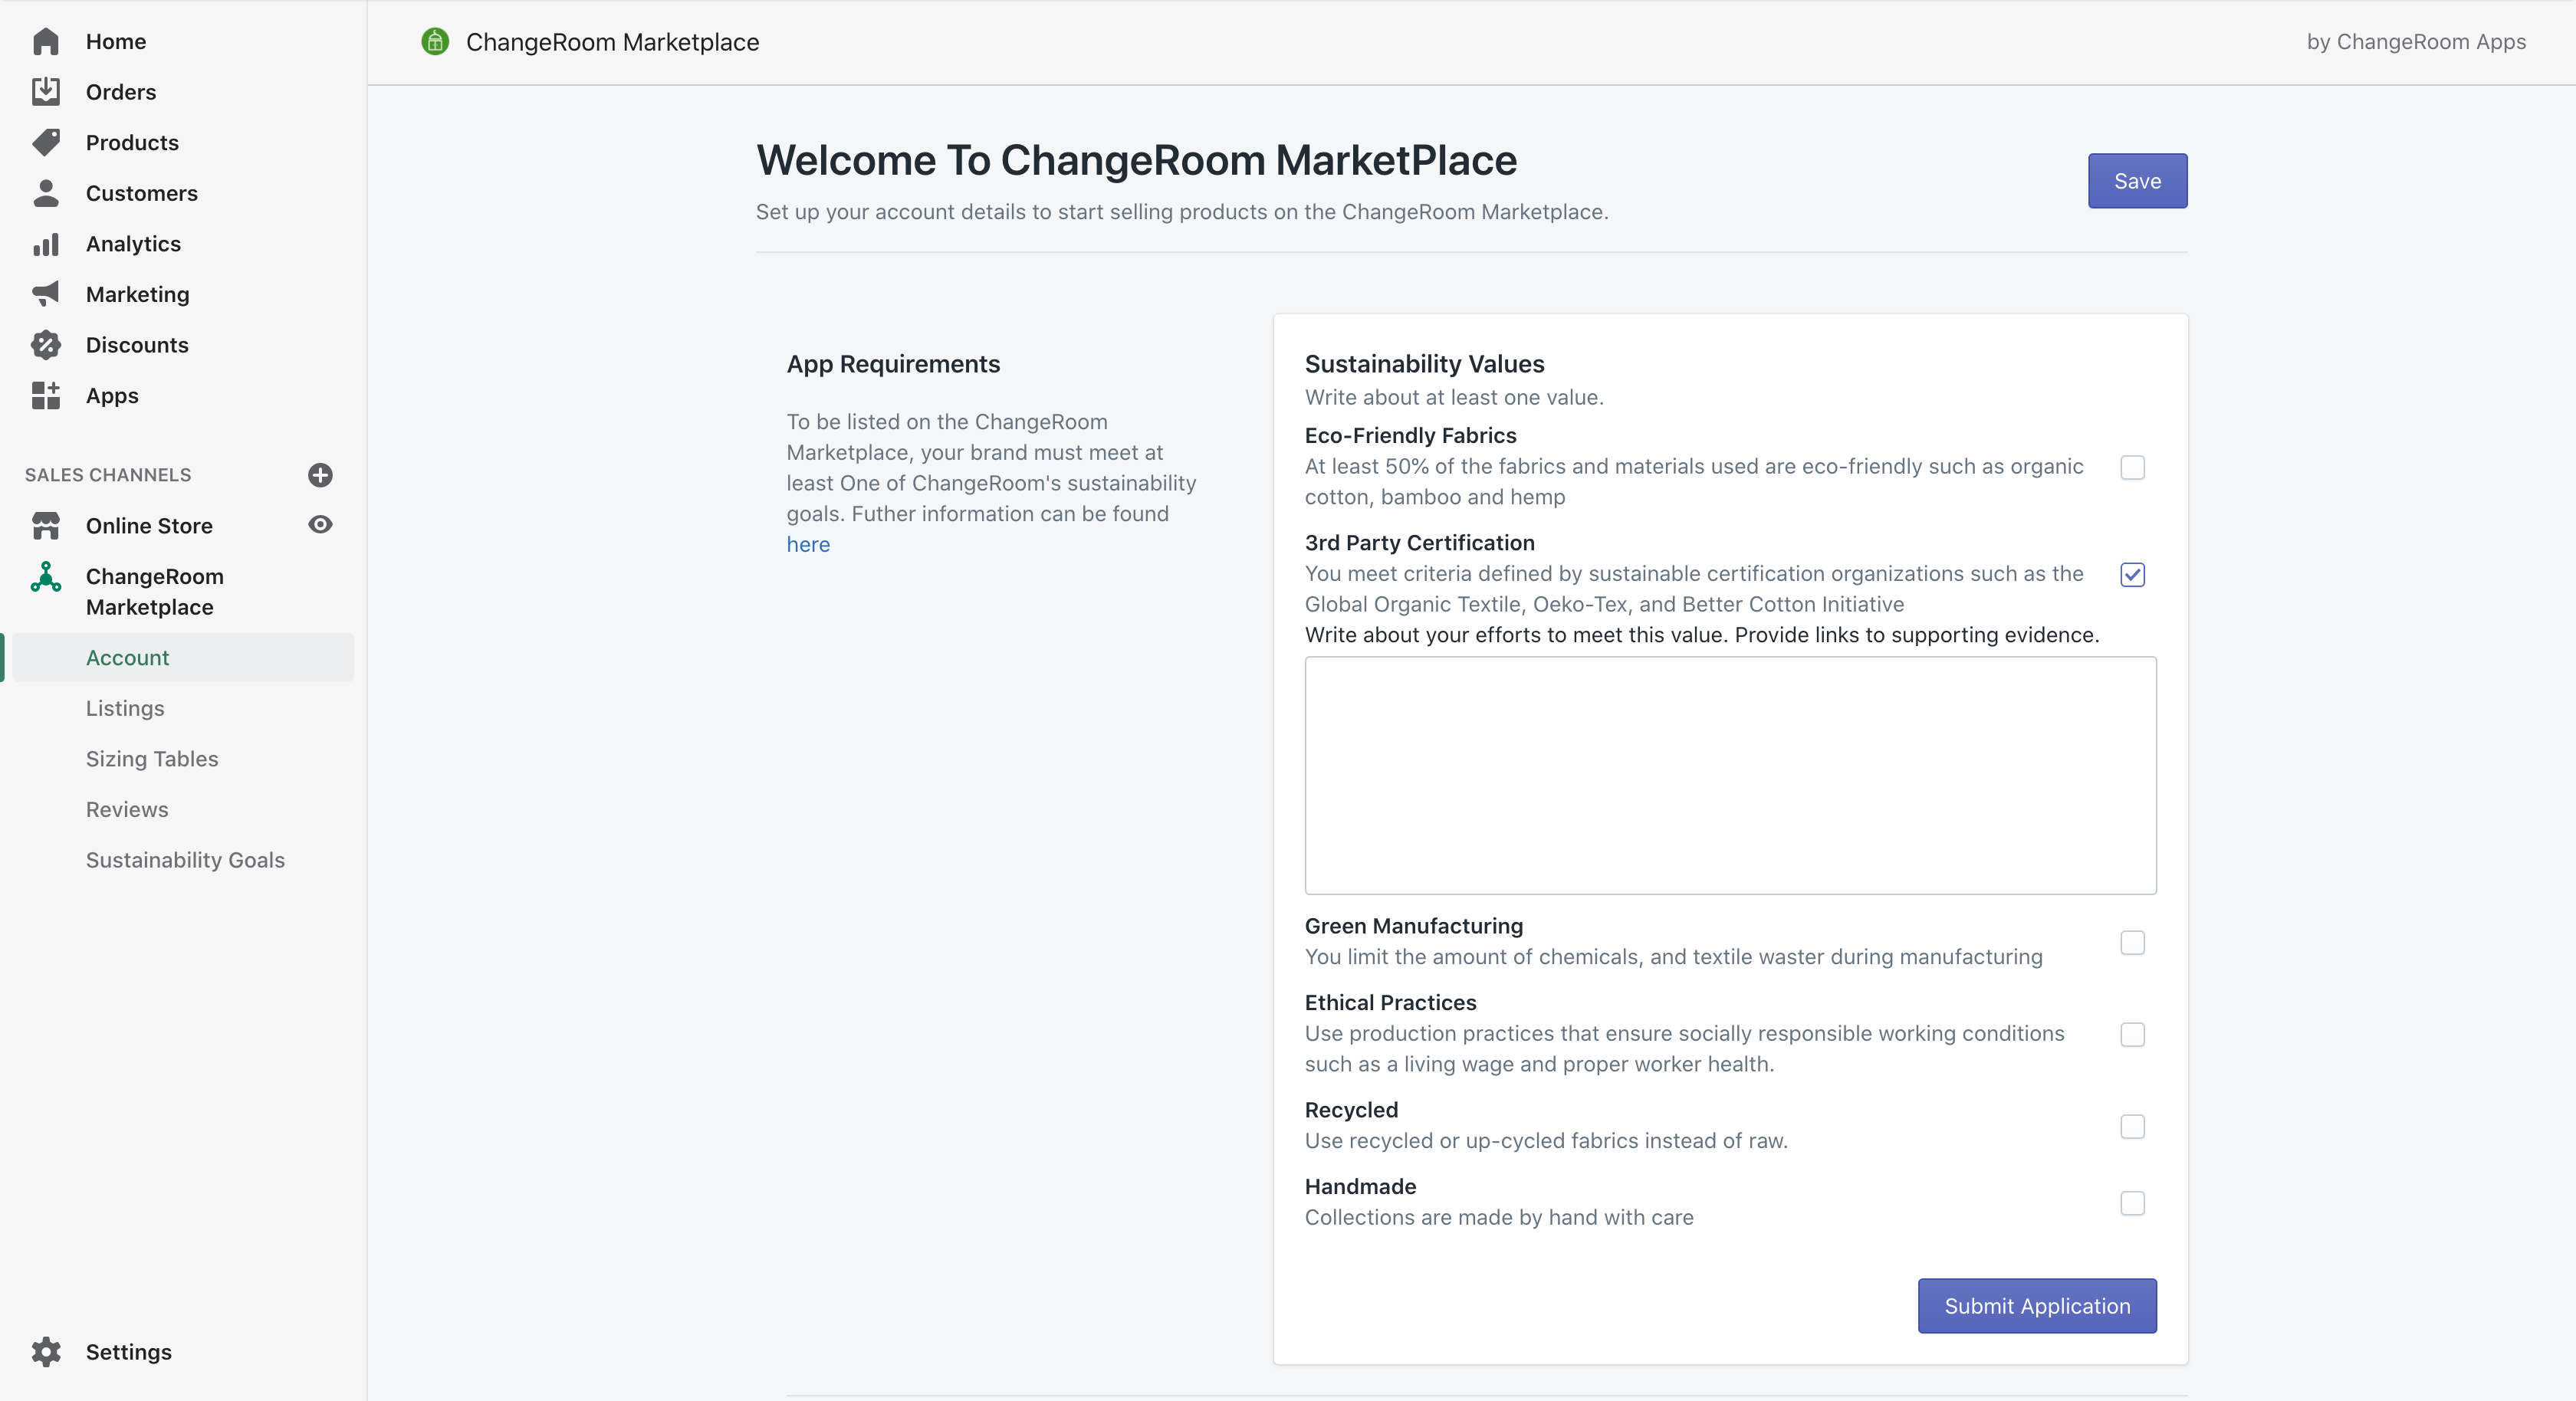 Home
Orders
Products
Customers
Analytics
Marketing
Discounts
Apps
SALES CHANNELS
Online Store
ChangeRoom
Marketplace
Account
Listings
Sizing Tables
Reviews
Sustainability Goals
Settings
ChangeRoom Marketplace
by ChangeRoom Apps
Welcome To ChangeRoom MarketPlace
Set up your account details to start selling products on the ChangeRoom Marketplace.
Save
App Requirements
To be listed on the ChangeRoom
Marketplace, your brand must meet at
least One of ChangeRoom's sustainability
goals. Futher information can be found
here
Sustainability Values
Write about at least one value.
Eco-Friendly Fabrics
At least 50% of the fabrics and materials used are eco-friendly such as organic
cotton, bamboo and hemp
3rd Party Certification
You meet criteria defined by sustainable certification organizations such as the
Global Organic Textile, Oeko-Tex, and Better Cotton Initiative
Write about your efforts to meet this value. Provide links to supporting evidence.
Green Manufacturing
You limit the amount of chemicals, and textile waster during manufacturing
Ethical Practices
Use production practices that ensure socially responsible working conditions
such as a living wage and proper worker health.
Recycled
Use recycled or up-cycled fabrics instead of raw.
Handmade
Collections are made by hand with care
Submit Application